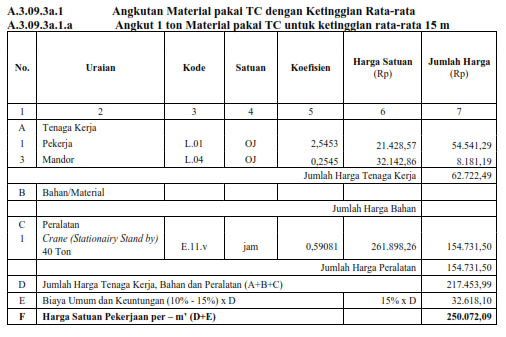 A.3.09.3a.1 Angkutan Material pakai TC dengan Ketinggian Rata-rata
A.3.09.3a.1.a Angkut 1 ton Material pakai TC untuk ketinggian rata-rata 15 m
No. Uraian Kode Satuan Koefisien Harga Satuan (Rp) Jumlah Harga (Rp)
1 2 3 4 5 6 7
A Tenaga Kerja
1 Pekerja L.01 OJ 2,5453 21.428,57 54.541,29
3 Mandor L.04 OJ 0,2545 32.142,86 8.181,19
Jumlah Harga Tenaga Kerja 62.722,49
B Bahan/Material
Jumlah Harga Bahan
C Peralatan
1 Crane (Stationairy Stand by) 40 Ton E.11.v jam 0,59081 261.898,26 154.731,50
Jumlah Harga Peralatan 154.731,50
D Jumlah Harga Tenaga Kerja, Bahan dan Peralatan (A+B+C) 217.453,99
E Biaya Umum dan Keuntungan (10% - 15%) x D 15% x D 32.618,10
F Harga Satuan Pekerjaan per – m' (D+E) 250.072,09